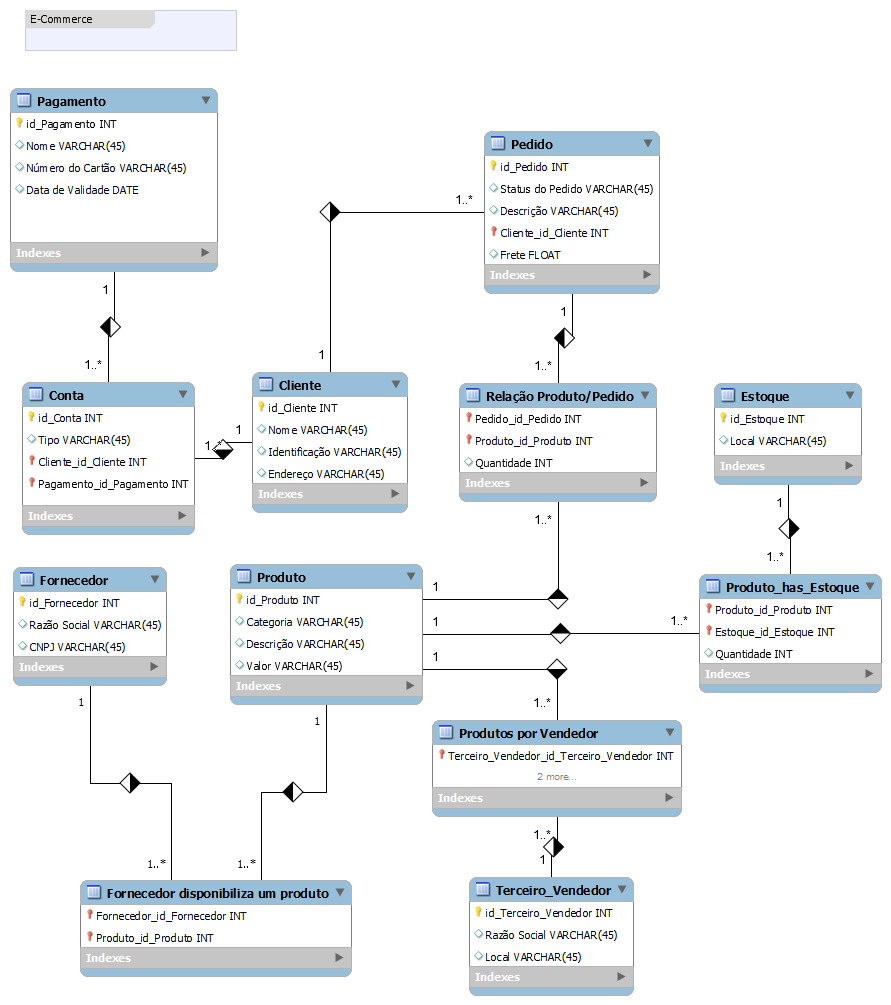 E-Commerce
Pagamento
id_Pagamento INT
Nome VARCHAR(45)
Número do Cartão VARCHAR(45)
Data de Validade DATE
Indexes
Pedido
id_Pedido INT
Status do Pedido VARCHAR(45)
Descrição VARCHAR(45)
Cliente_id_Cliente INT
Frete FLOAT
Indexes
1..*
1
1
1..*
1
1..*
Conta
id_Conta INT
Tipo VARCHAR(45)
Cliente_id_Cliente INT
Pagamento_id_Pagamento INT
Indexes
1
1
Cliente
id_Cliente INT
Nome VARCHAR(45)
Identificação VARCHAR(45)
Endereço VARCHAR(45)
Indexes
Relação Produto/Pedido
Pedido_id_Pedido INT
Produto_id_Produto INT
Quantidade INT
Indexes
1..*
Estoque
id_Estoque INT
Local VARCHAR(45)
Indexes
1
1..*
Fornecedor
id_Fornecedor INT
Razão Social VARCHAR(45)
CNPJ VARCHAR(45)
Indexes
1
Produto
id_Produto INT
Categoria VARCHAR(45)
Descrição VARCHAR(45)
Valor VARCHAR(45)
Indexes
1
1
1
1
1..*
1..*
Produto_has_Estoque
Produto_id_Produto INT
Estoque_id_Estoque INT
Quantidade INT
Indexes
Produtos por Vendedor
Terceiro_Vendedor_id_Terceiro_Vendedor INT
2 more...
Indexes
1..*
1
1..*
1..*
Fornecedor disponibiliza um produto
Fornecedor_id_Fornecedor INT
Produto_id_Produto INT
Indexes
Terceiro_Vendedor
id_Terceiro_Vendedor INT
Razão Social VARCHAR(45)
Local VARCHAR(45)
Indexes